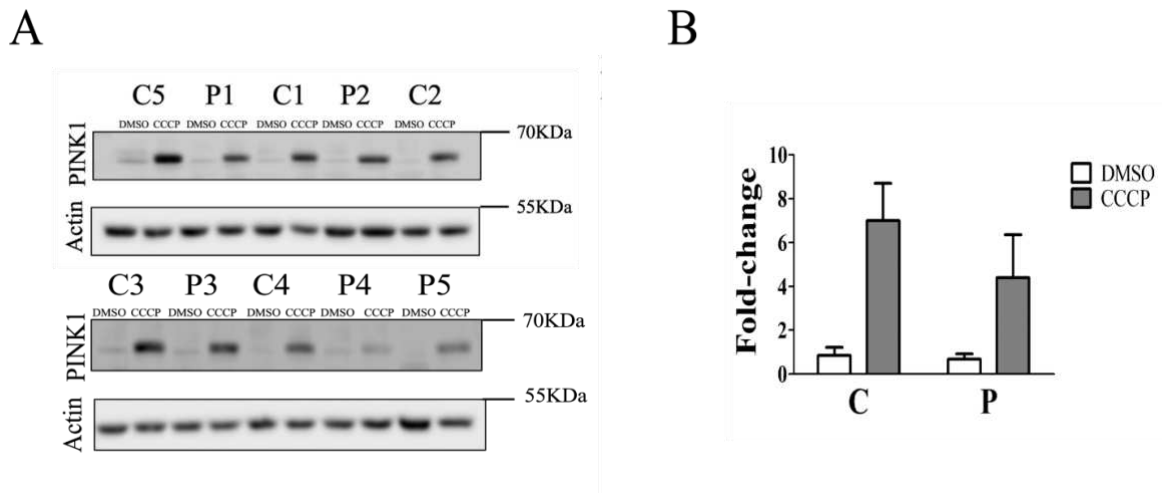 A
B
C5 P1 C1 P2 C2
DMSO CCCP DMSO CCCP DMSO CCCP DMSO CCCP DMSO CCCP
PINK1
70KDa
Actin
55KDa
C3 P3 C4 P4 P5
DMSO CCCP DMSO CCCP DMSO CCCP DMSO CCCP DMSO CCCP
PINK1
70KDa
Actin
55KDa
Fold-change
10
8
6
4
2
0
C P
DMSO
CCCP